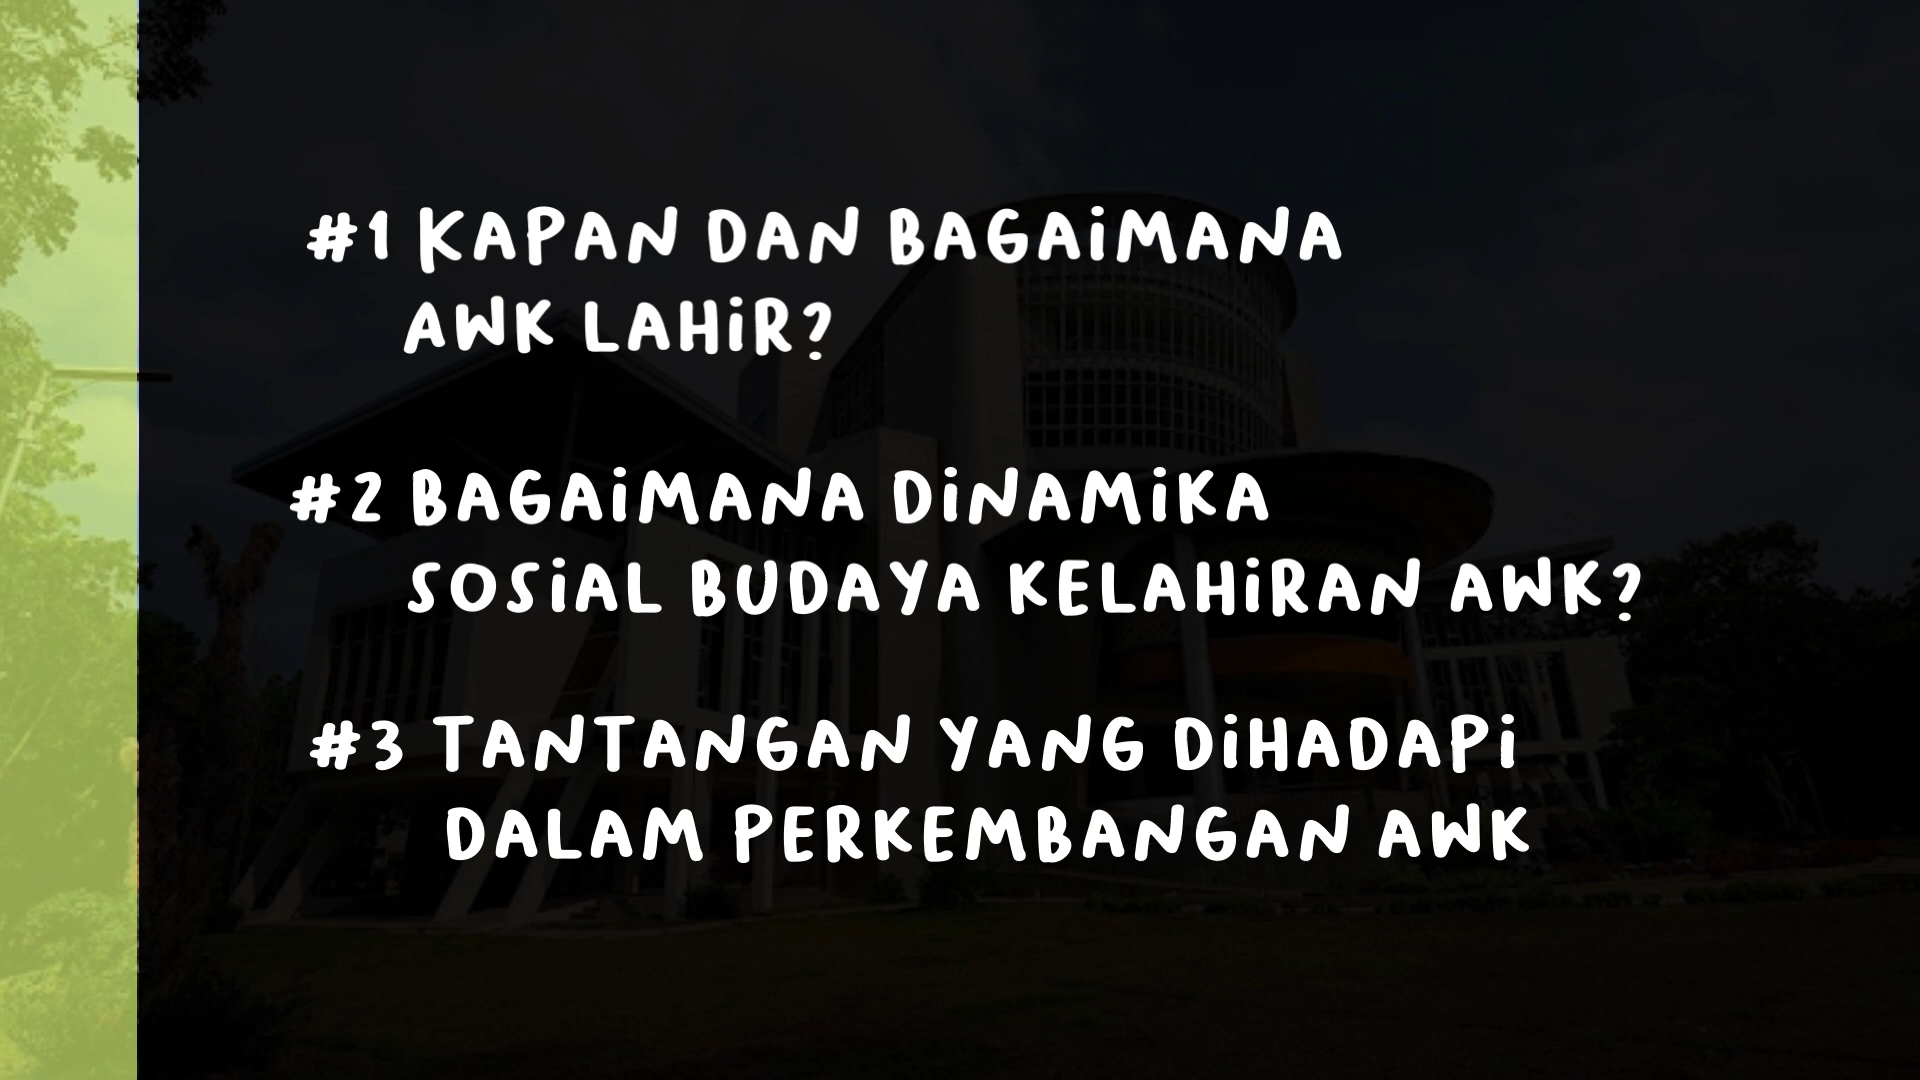 #1 KAPAN DAN BAGAIMANA
AWK LAHIR?
#2 BAGAIMANA DINAMIKA
SOSIAL BUDAYA KELAHIRAN AWK?
#3 TANTANGAN YANG DIHADAPI
DALAM PERKEMBANGAN AWK